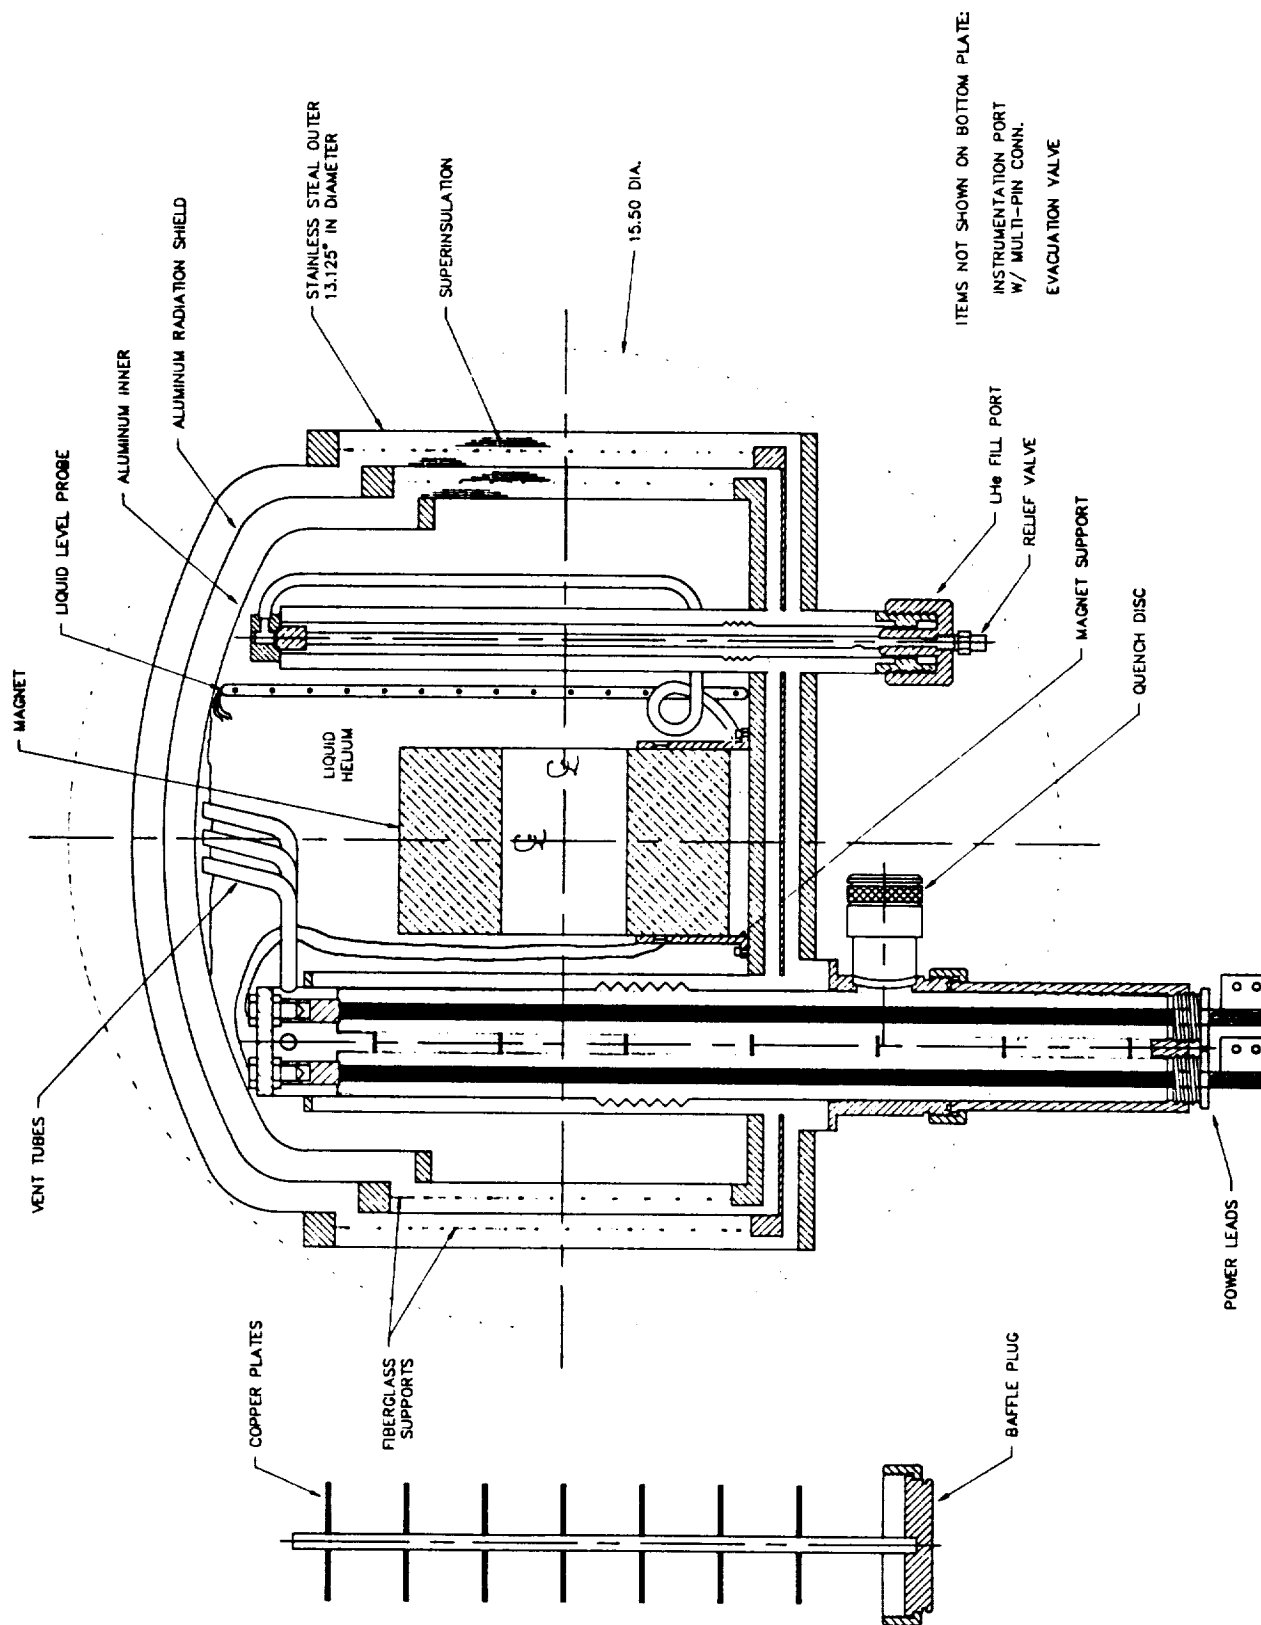 VENT TUBES
MAGNET
LIQUID LEVEL PROBE
ALUMINUM INNER
ALUMINUM RADIATION SHIELD
STAINLESS STEAL OUTER
13.125" IN DIAMETER
SUPERINSULATION
15.50 DIA.
LIQUID
HELIUM
CL
CL
COPPER PLATES
FIBERGLASS
SUPPORTS
BAFFLE PLUG
POWER LEADS
QUENCH DISC
MAGNET SUPPORT
RELIEF VALVE
LHe FILL PORT
ITEMS NOT SHOWN ON BOTTOM PLATE:
INSTRUMENTATION PORT
W/ MULTI-PIN CONN.
EVACUATION VALVE